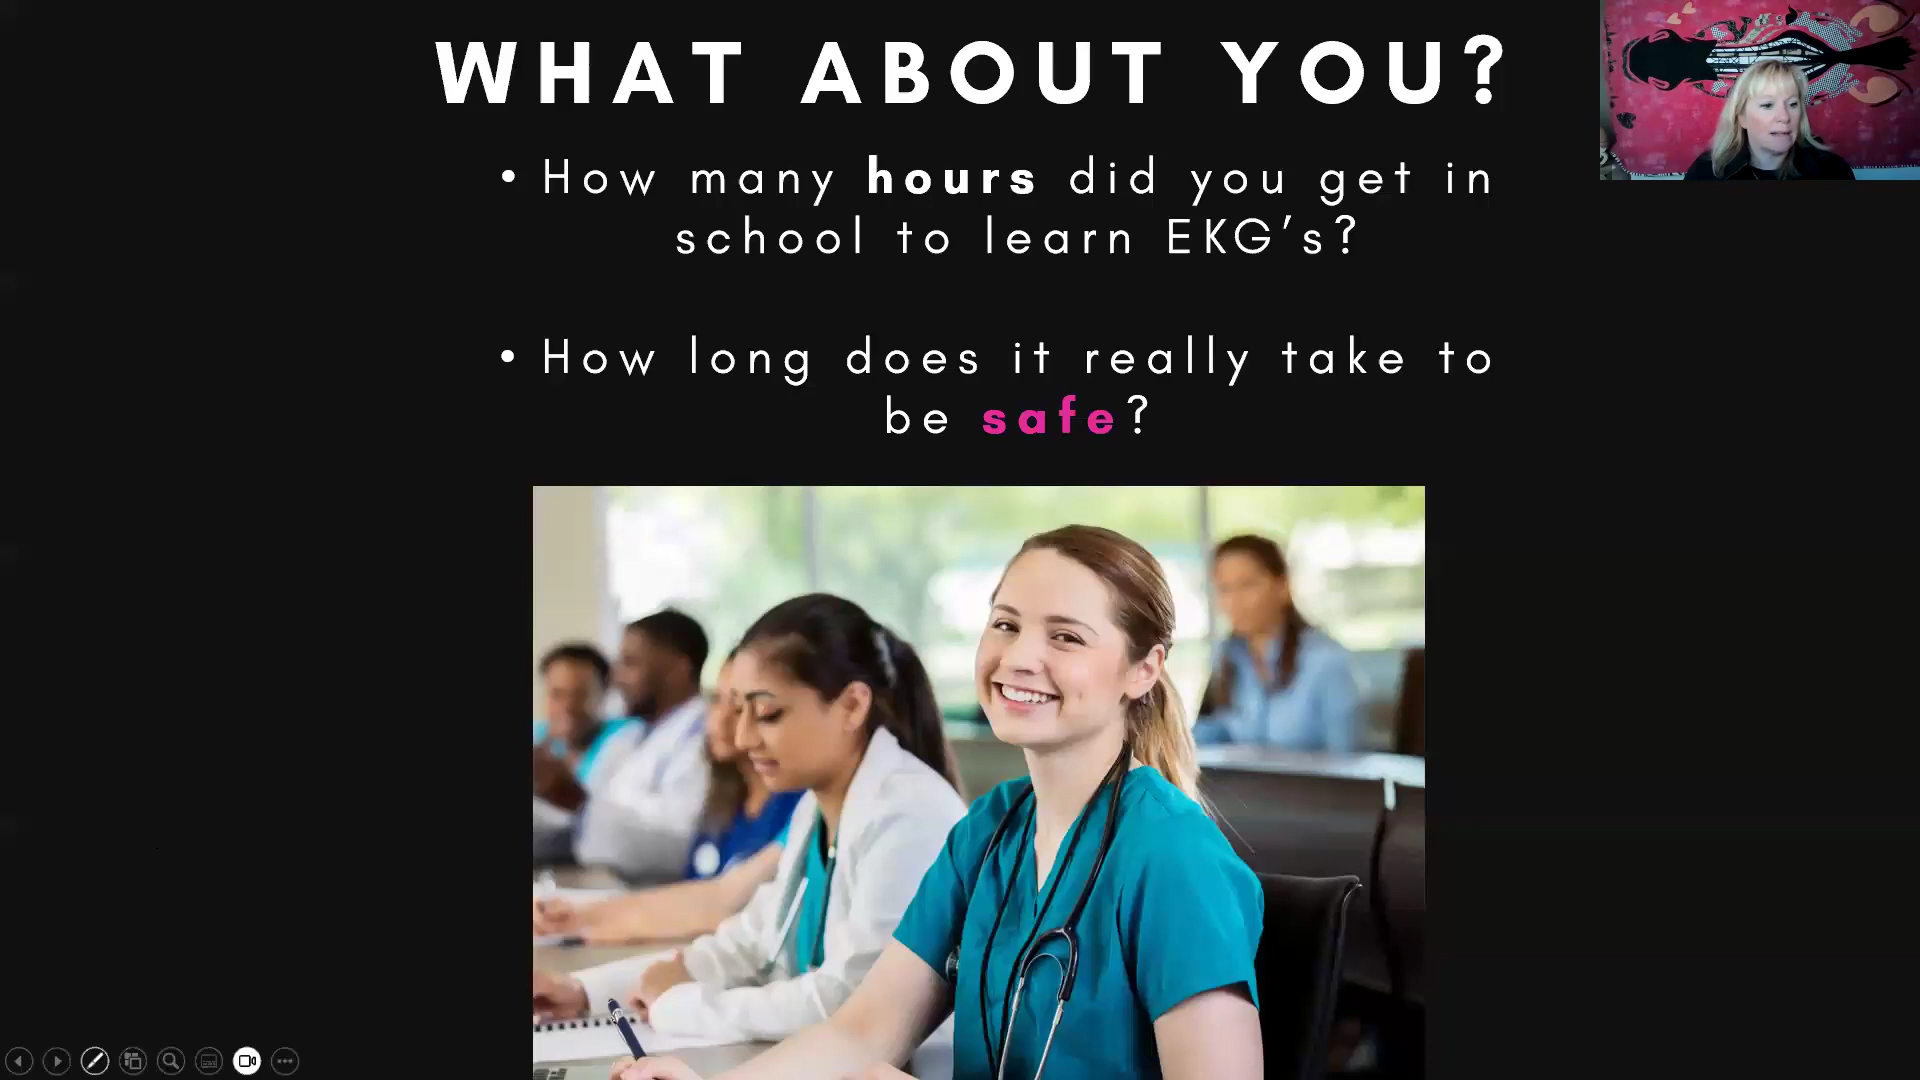 WHAT ABOUT YOU?
• How many hours did you get in
school to learn EKG’s?
• How long does it really take to
be safe?